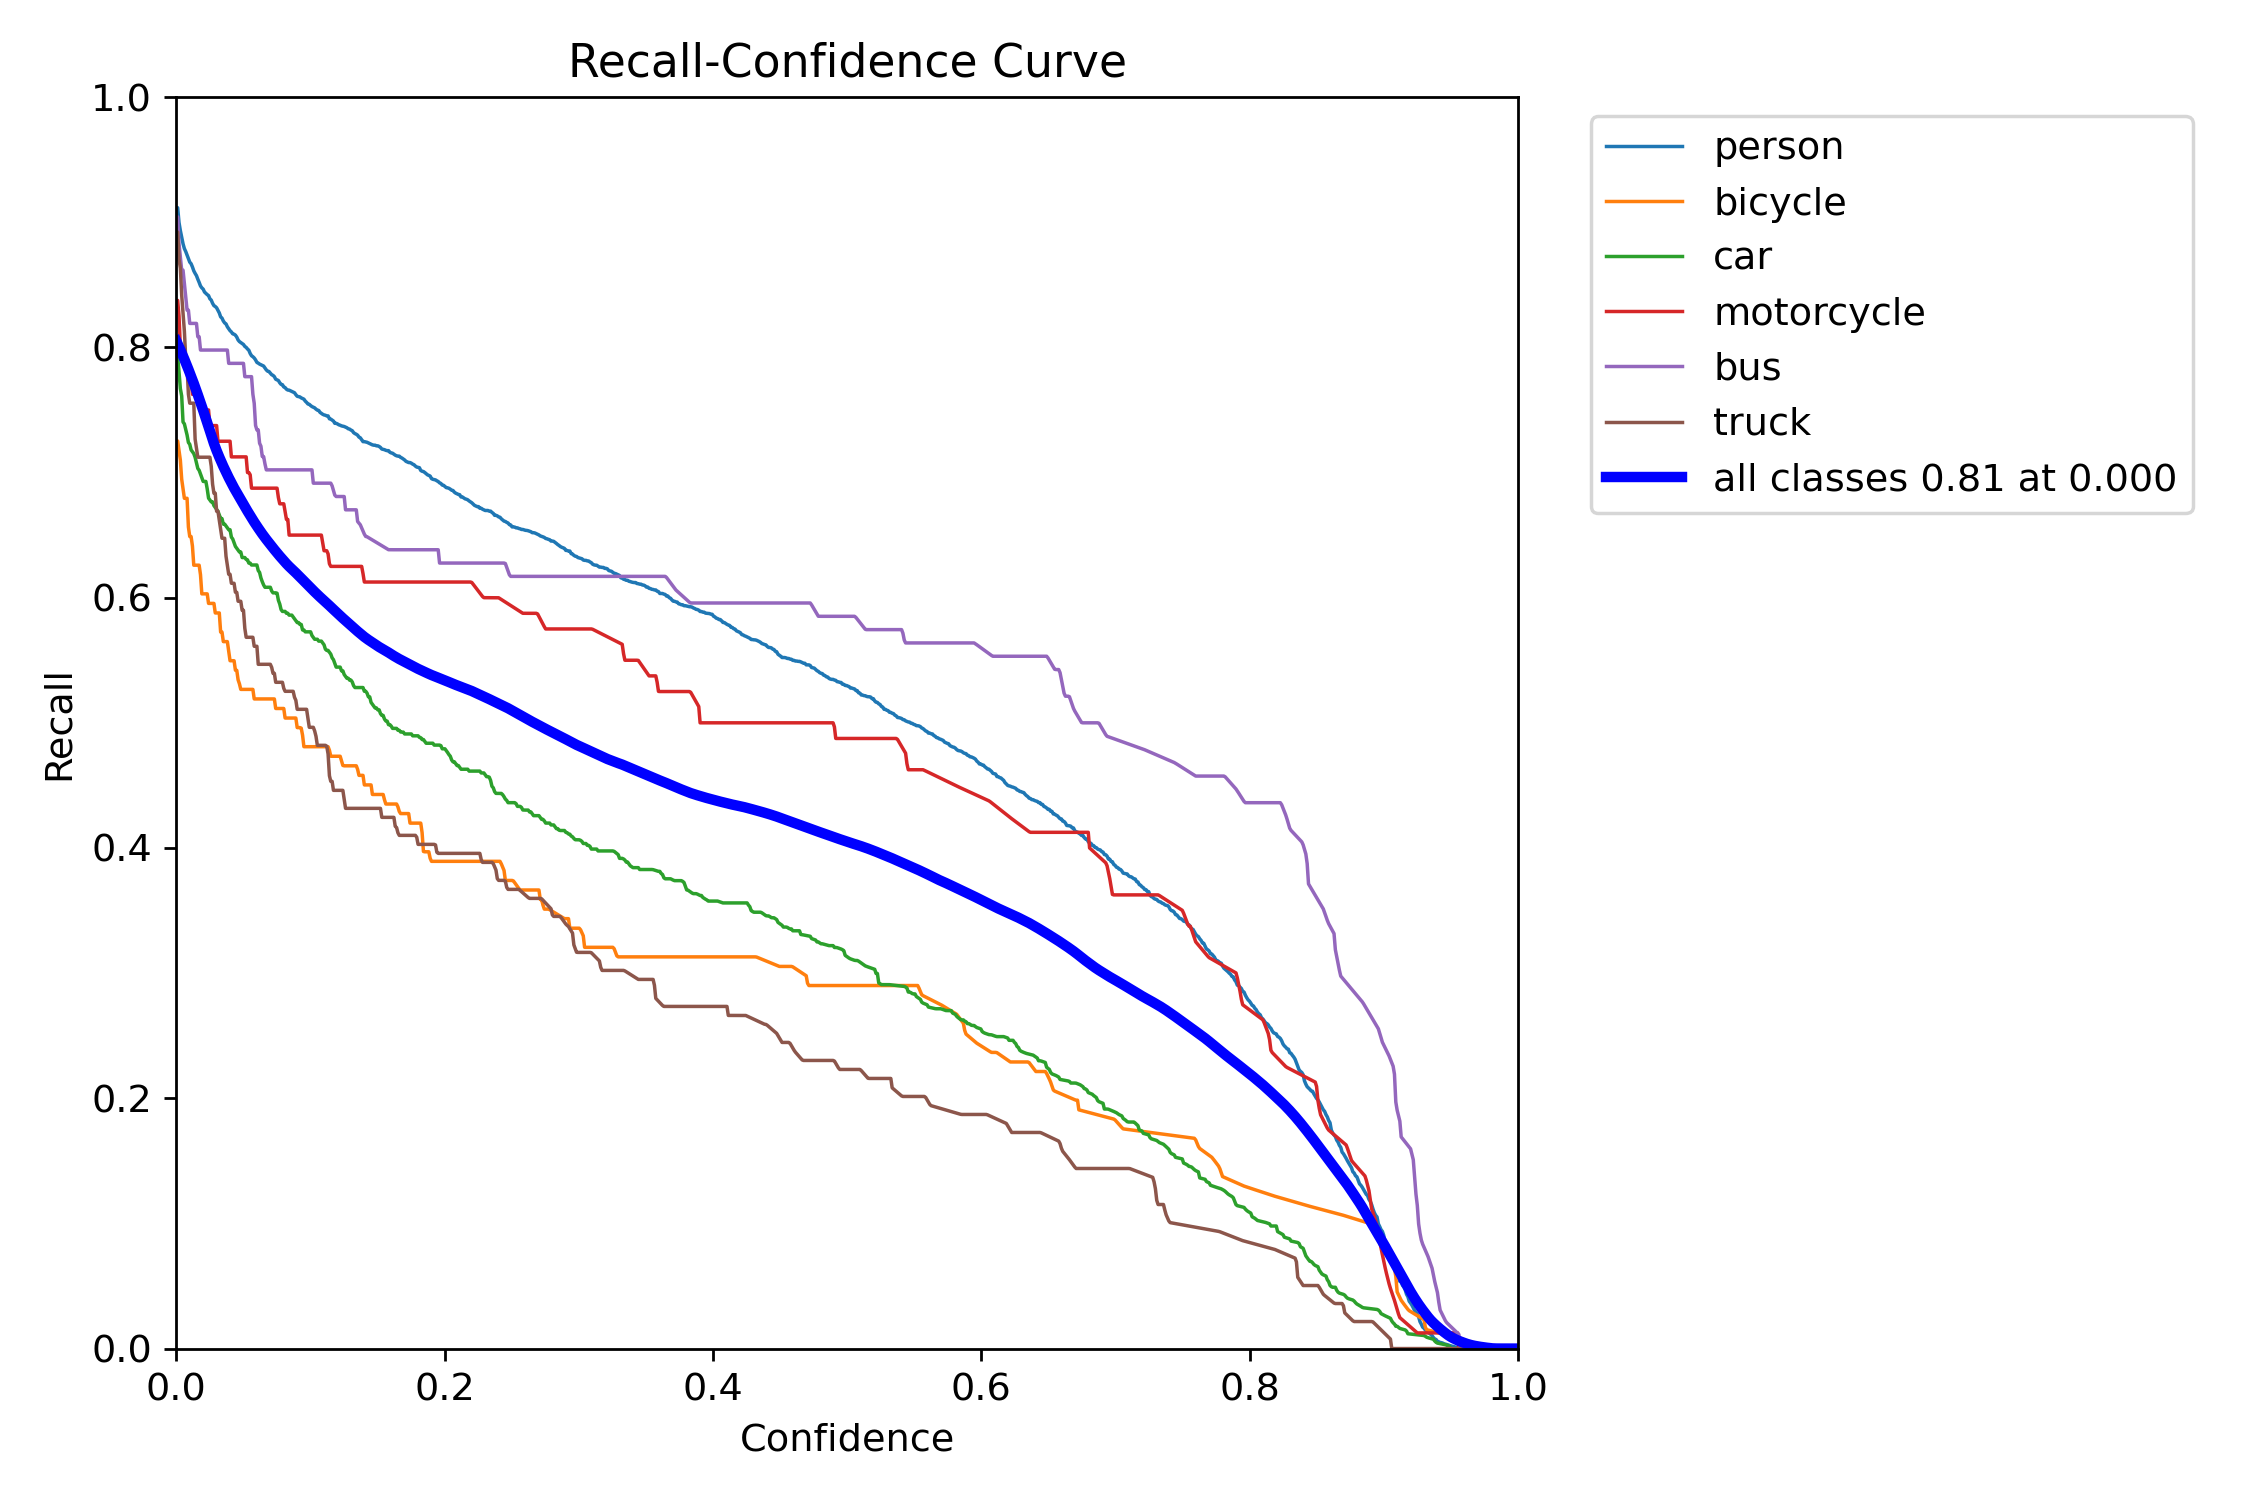 Recall-Confidence Curve
1.0
0.8
0.6
0.4
0.2
0.0
Recall
0.0 0.2 0.4 0.6 0.8 1.0
Confidence
person
bicycle
car
motorcycle
bus
truck
all classes 0.81 at 0.000